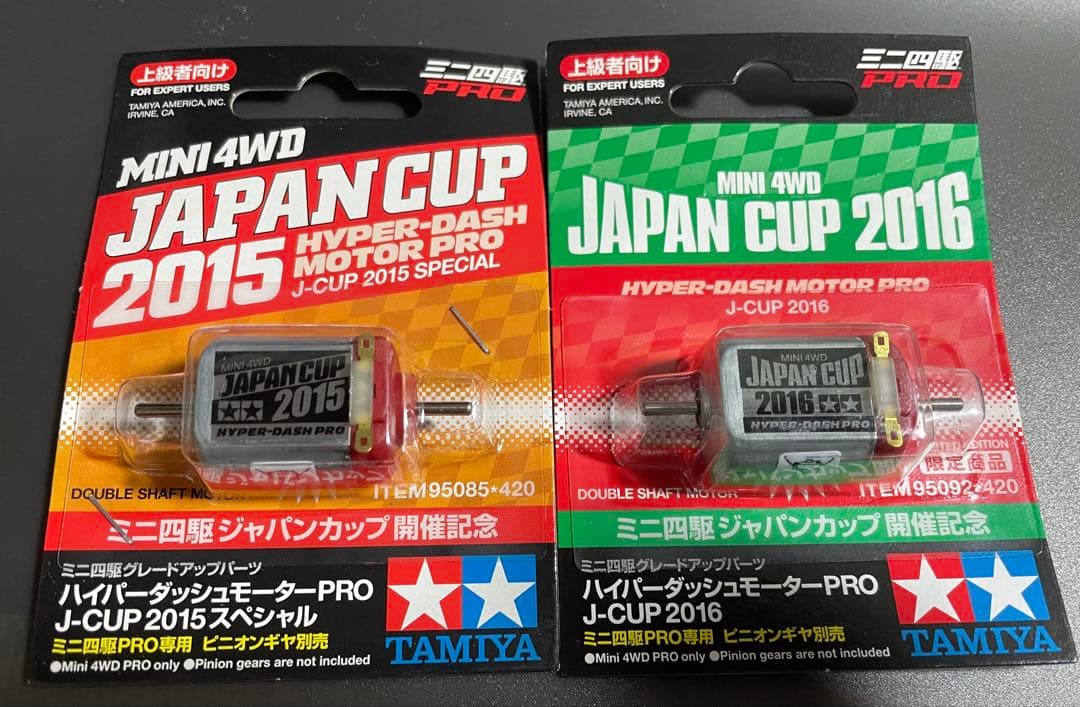 上級者向け
FOR EXPERT USERS
TAMIYA AMERICA, INC.
IRVINE, CA
ミニ四駆
PRO
MINI 4WD
JAPAN CUP
2015
HYPER-DASH
MOTOR PRO
J-CUP 2015 SPECIAL
MINI 4WD
JAPAN CUP
2015
HYPER-DASH PRO
DOUBLE SHAFT MOTOR
ITEM 95085*420
ミニ四駆 ジャパンカップ 開催記念
ミニ四駆グレードアップパーツ
ハイパーダッシュモーターPRO
J-CUP 2015 スペシャル
ミニ四駆PRO専用 ピニオンギヤ別売
●Mini 4WD PRO only ●Pinion gears are not included
TAMIYA
上級者向け
FOR EXPERT USERS
TAMIYA AMERICA, INC.
IRVINE, CA
ミニ四駆
PRO
MINI 4WD
JAPAN CUP 2016
HYPER-DASH MOTOR PRO
J-CUP 2016
MINI 4WD
JAPAN CUP
2016
HYPER-DASH PRO
限定商品
DOUBLE SHAFT MOTOR
ITEM 95092*420
ミニ四駆 ジャパンカップ 開催記念
ミニ四駆グレードアップパーツ
ハイパーダッシュモーターPRO
J-CUP 2016
ミニ四駆PRO専用 ピニオンギヤ別売
●Mini 4WD PRO only ●Pinion gears are not included
TAMIYA